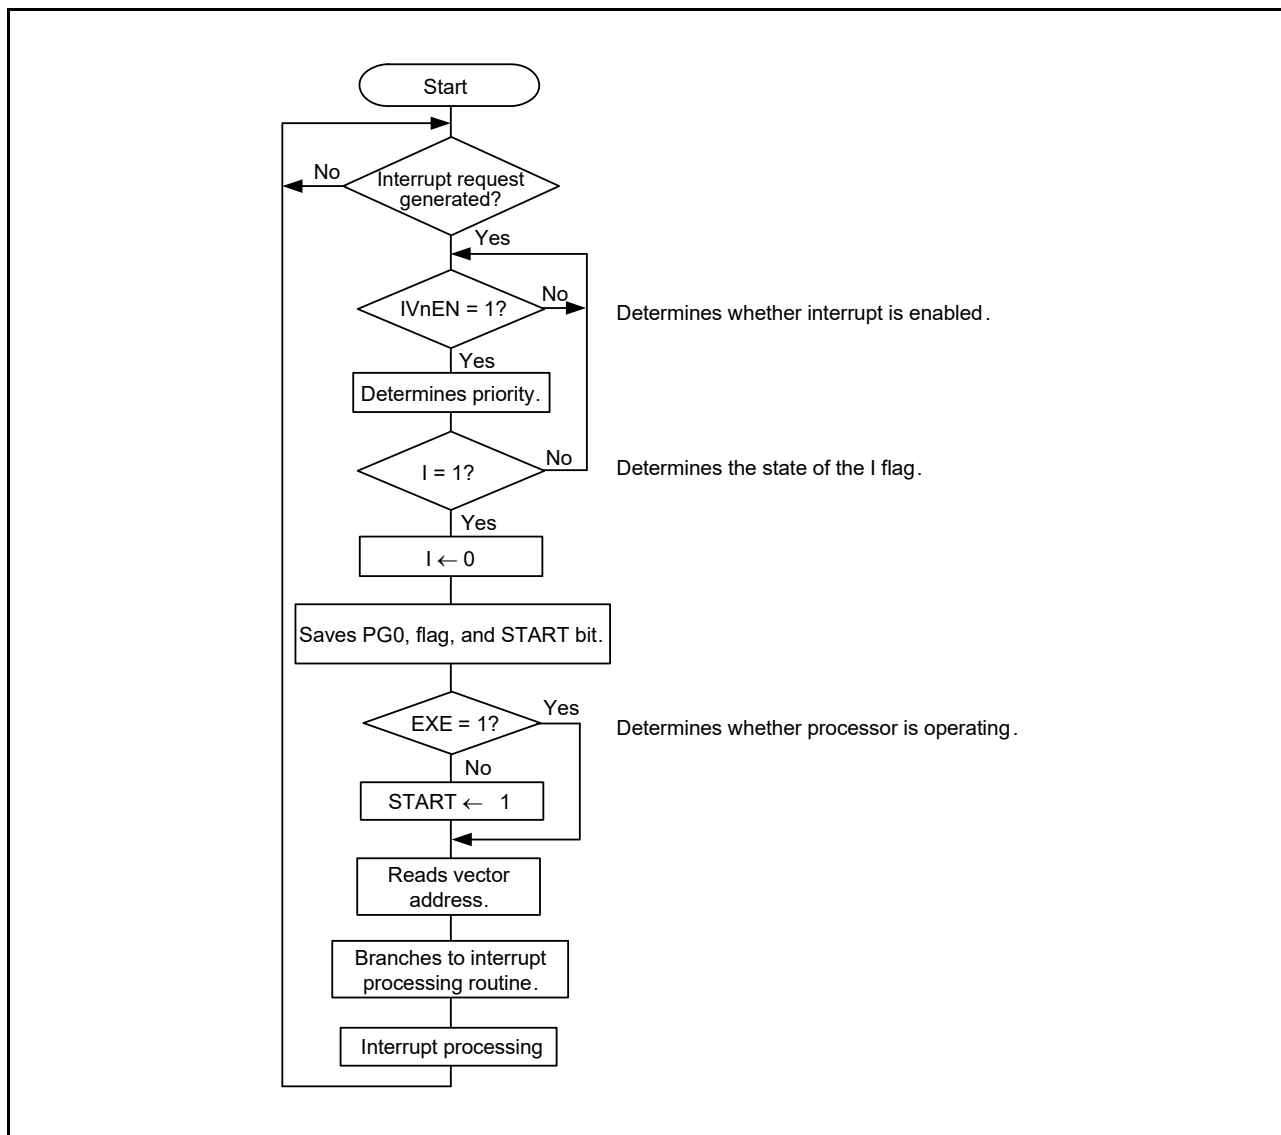 Start
No
Interrupt request
generated?
Yes
IVnEN = 1?
No
Determines whether interrupt is enabled.
Yes
Determines priority.
I = 1?
No
Determines the state of the I flag.
Yes
I ← 0
Saves PG0, flag, and START bit.
EXE = 1?
Yes
Determines whether processor is operating.
No
START ← 1
Reads vector
address.
Branches to interrupt
processing routine.
Interrupt processing